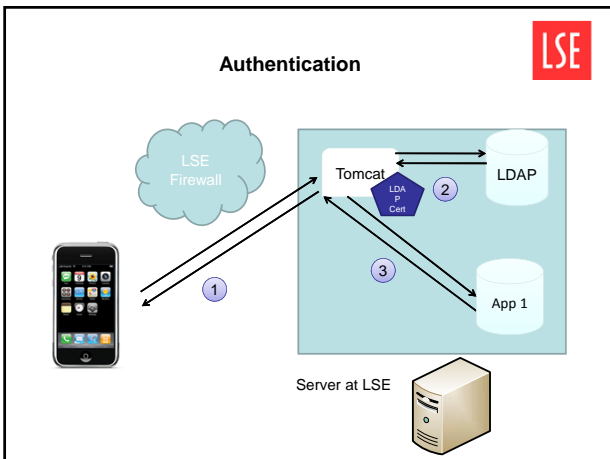 Authentication
LSE
LSE
Firewall
Tomcat
LDA
P
Cert
2
LDAP
3
1
App 1
Server at LSE